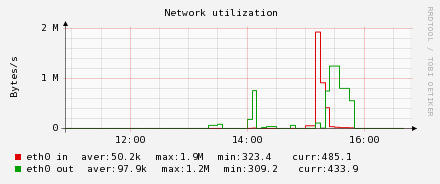 Network utilization
RRDTOOL / TOBI OETIKER
Bytes/s
2 M
1 M
0
12:00 14:00 16:00
eth0 in aver:50.2k max:1.9M min:323.4 curr:485.1
eth0 out aver:97.9k max:1.2M min:309.2 curr:433.9